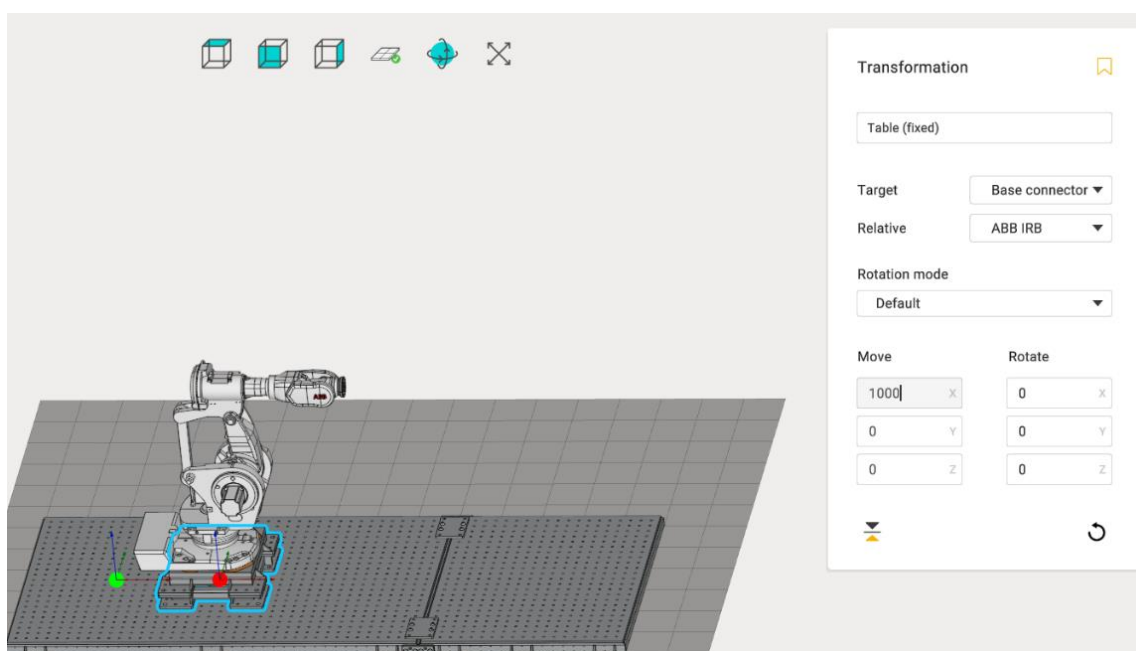 Transformation
Table (fixed)
Target Base connector
Relative ABB IRB
Rotation mode
Default
Move Rotate
1000 X 0 X
0 Y 0 Y
0 Z 0 Z
ABB